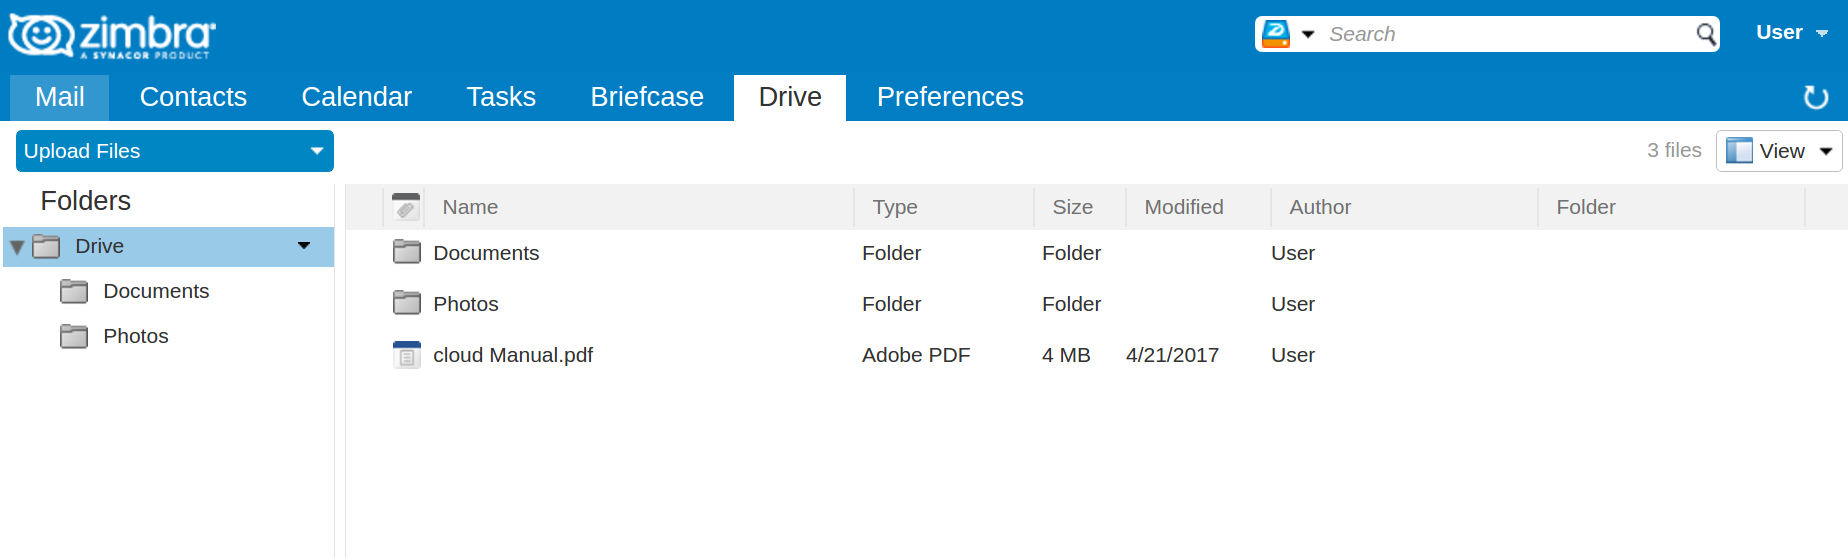 zimbra
A SYNACOR PRODUCT
Search
User
Mail Contacts Calendar Tasks Briefcase Drive Preferences
Upload Files
3 files
View
Folders
Drive
Documents
Photos
Name Type Size Modified Author Folder
Documents Folder Folder User
Photos Folder Folder User
cloud Manual.pdf Adobe PDF 4 MB 4/21/2017 User